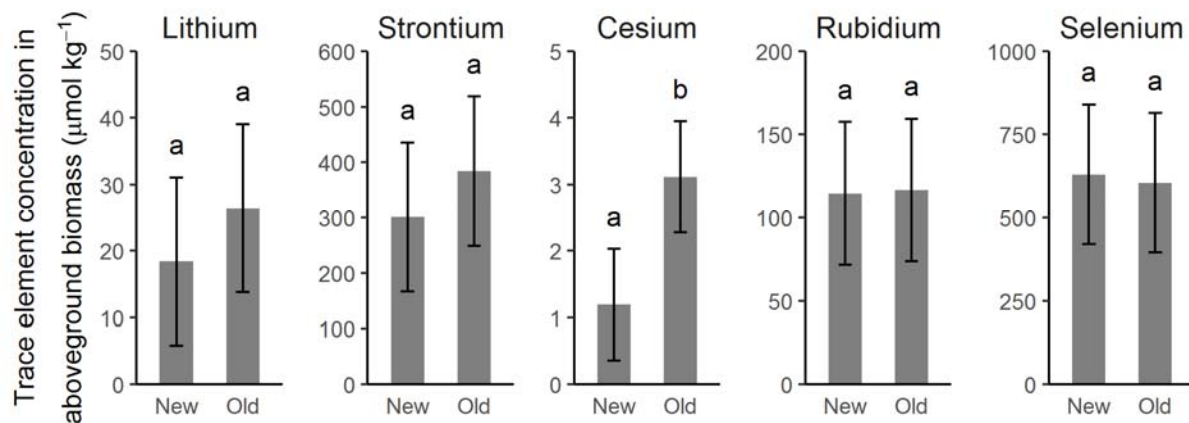 Trace element concentration in
aboveground biomass (μmol kg⁻¹)
Lithium
50
40
30
20
10
0
a
a
New Old
Strontium
600
500
400
300
200
100
0
a
a
New Old
Cesium
5
4
3
2
1
0
a
b
New Old
Rubidium
200
150
100
50
0
a a
New Old
Selenium
1000
750
500
250
0
a a
New Old